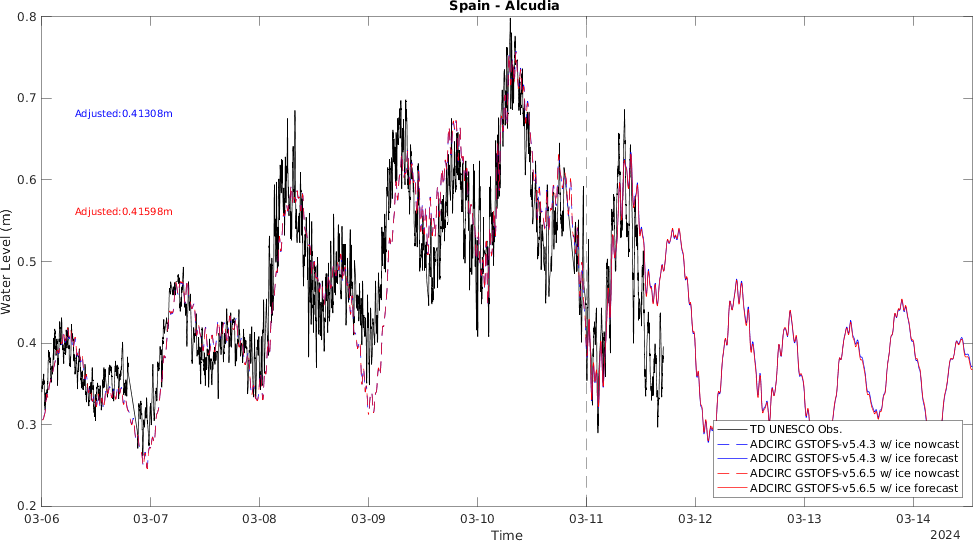 Spain - Alcudia
0.8
0.7
0.6
0.5
0.4
0.3
0.2
Water Level (m)
Adjusted:0.41308m
Adjusted:0.41598m
TD UNESCO Obs.
ADCIRC GSTOFS-v5.4.3 w/ ice nowcast
ADCIRC GSTOFS-v5.4.3 w/ ice forecast
ADCIRC GSTOFS-v5.6.5 w/ ice nowcast
ADCIRC GSTOFS-v5.6.5 w/ ice forecast
03-06 03-07 03-08 03-09 03-10 03-11 03-12 03-13 03-14
Time
2024